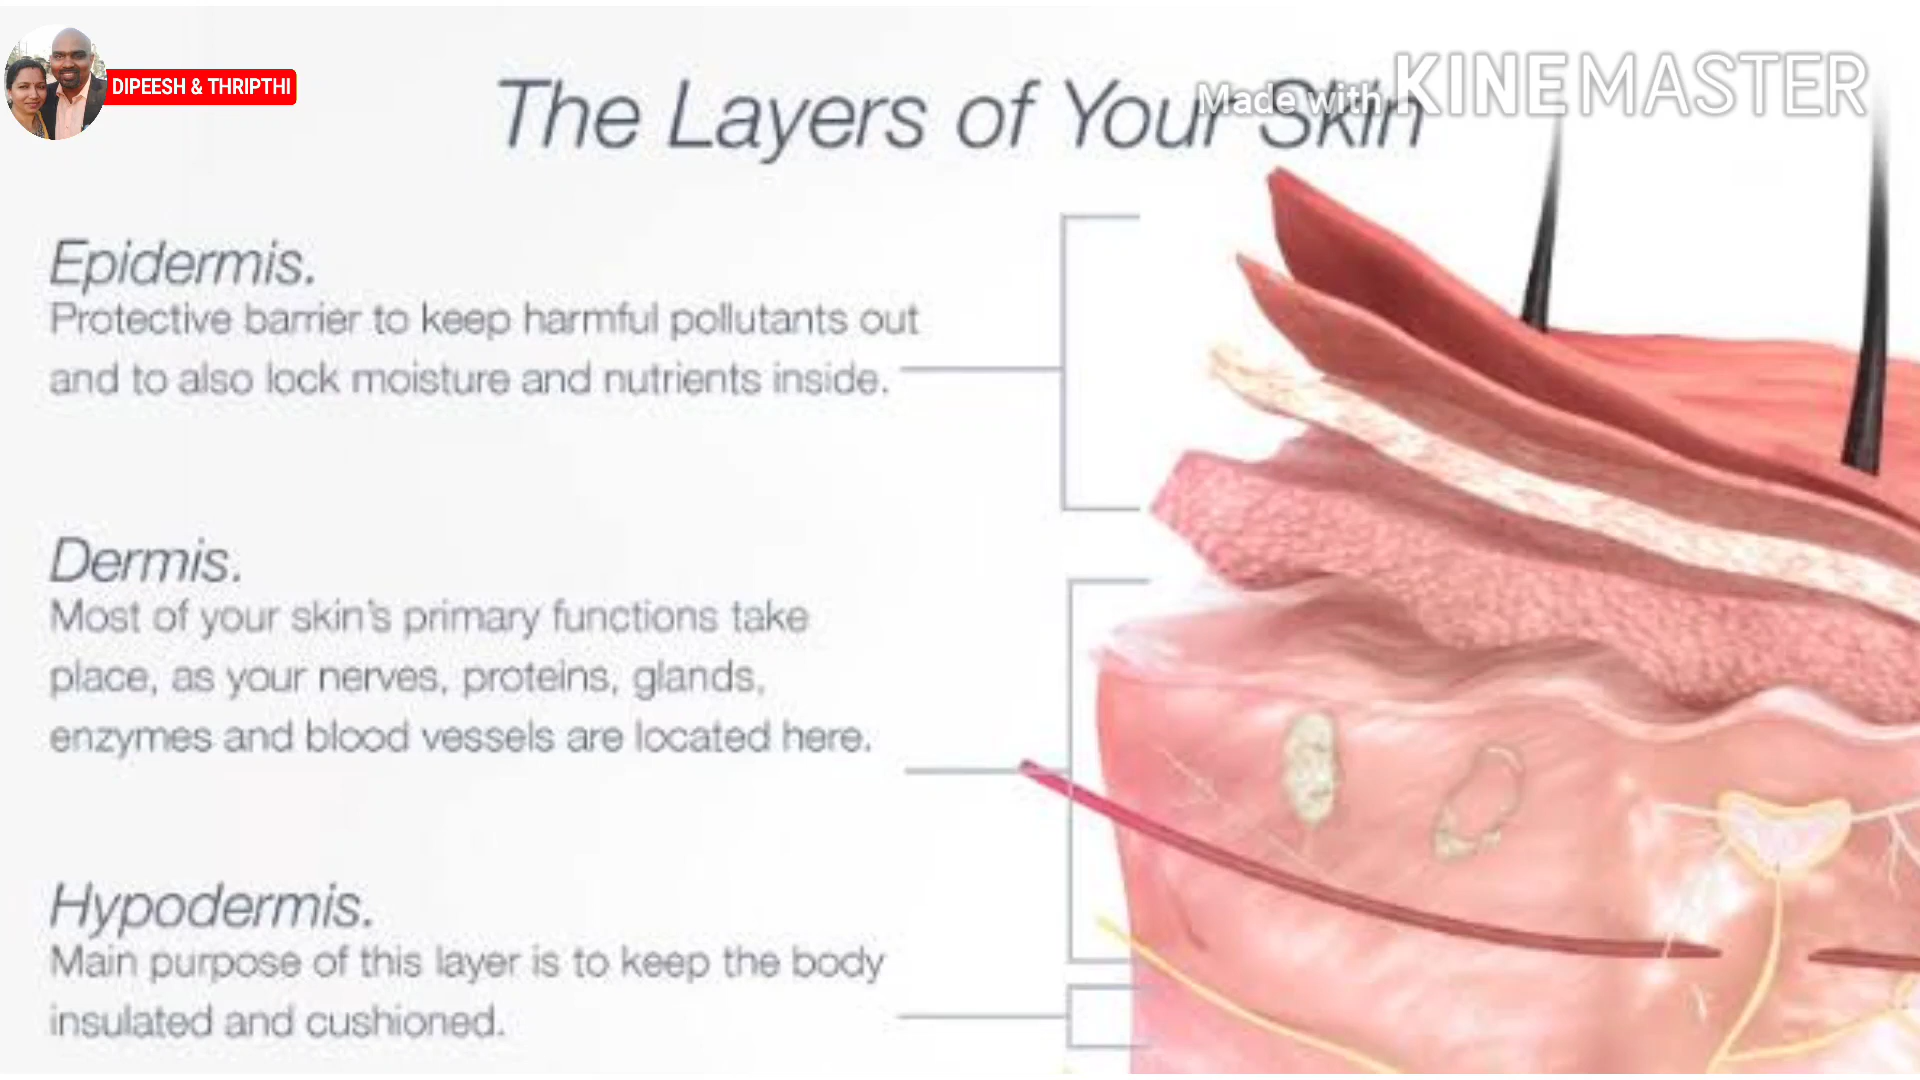 DIPEESH & THRIPTHI
Made with KINEMASTER
The Layers of Your Skin
Epidermis.
Protective barrier to keep harmful pollutants out
and to also lock moisture and nutrients inside.
Dermis.
Most of your skin's primary functions take
place, as your nerves, proteins, glands,
enzymes and blood vessels are located here.
Hypodermis.
Main purpose of this layer is to keep the body
insulated and cushioned.